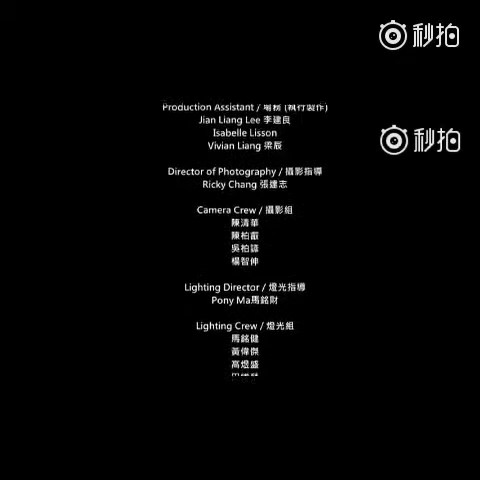 秒拍
Production Assistant / 場務 (執行製作)
Jian Liang Lee 李建良
Isabelle Lisson
Vivian Liang 梁辰
秒拍
Director of Photography / 攝影指導
Ricky Chang 張建志
Camera Crew / 攝影組
陳清華
陳柏叡
吳柏諺
楊智伸
Lighting Director / 燈光指導
Pony Ma馬銘財
Lighting Crew / 燈光組
馬銘健
黃偉傑
高煜盛